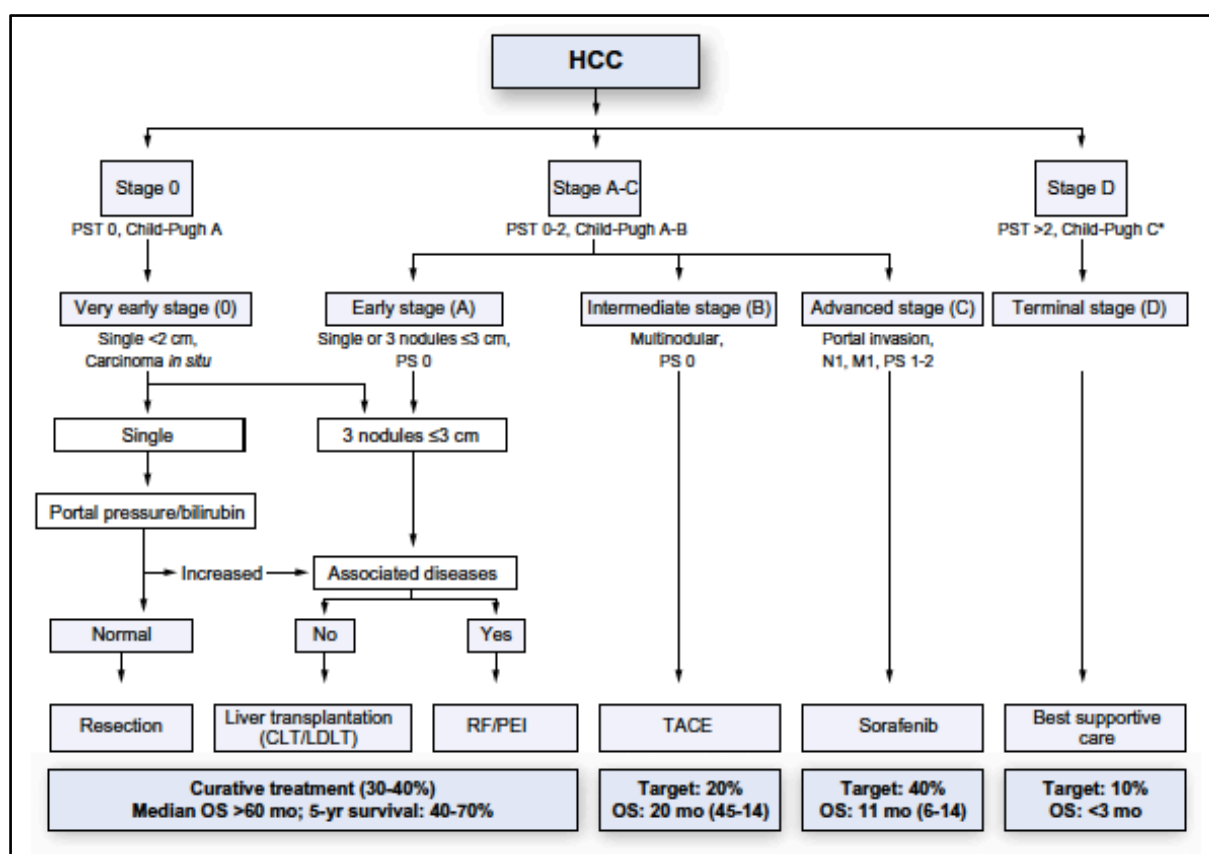 HCC
Stage 0
PST 0, Child-Pugh A
Stage A-C
PST 0-2, Child-Pugh A-B
Stage D
PST >2, Child-Pugh C*
Very early stage (0)
Single <2 cm,
Carcinoma in situ
Early stage (A)
Single or 3 nodules ≤3 cm,
PS 0
Intermediate stage (B)
Multinodular,
PS 0
Advanced stage (C)
Portal invasion,
N1, M1, PS 1-2
Terminal stage (D)
Single
3 nodules ≤3 cm
Portal pressure/bilirubin
Increased
Associated diseases
Normal
No
Yes
Resection
Liver transplantation
(CLT/LDLT)
RF/PEI
TACE
Sorafenib
Best supportive
care
Curative treatment (30-40%)
Median OS >60 mo; 5-yr survival: 40-70%
Target: 20%
OS: 20 mo (45-14)
Target: 40%
OS: 11 mo (6-14)
Target: 10%
OS: <3 mo